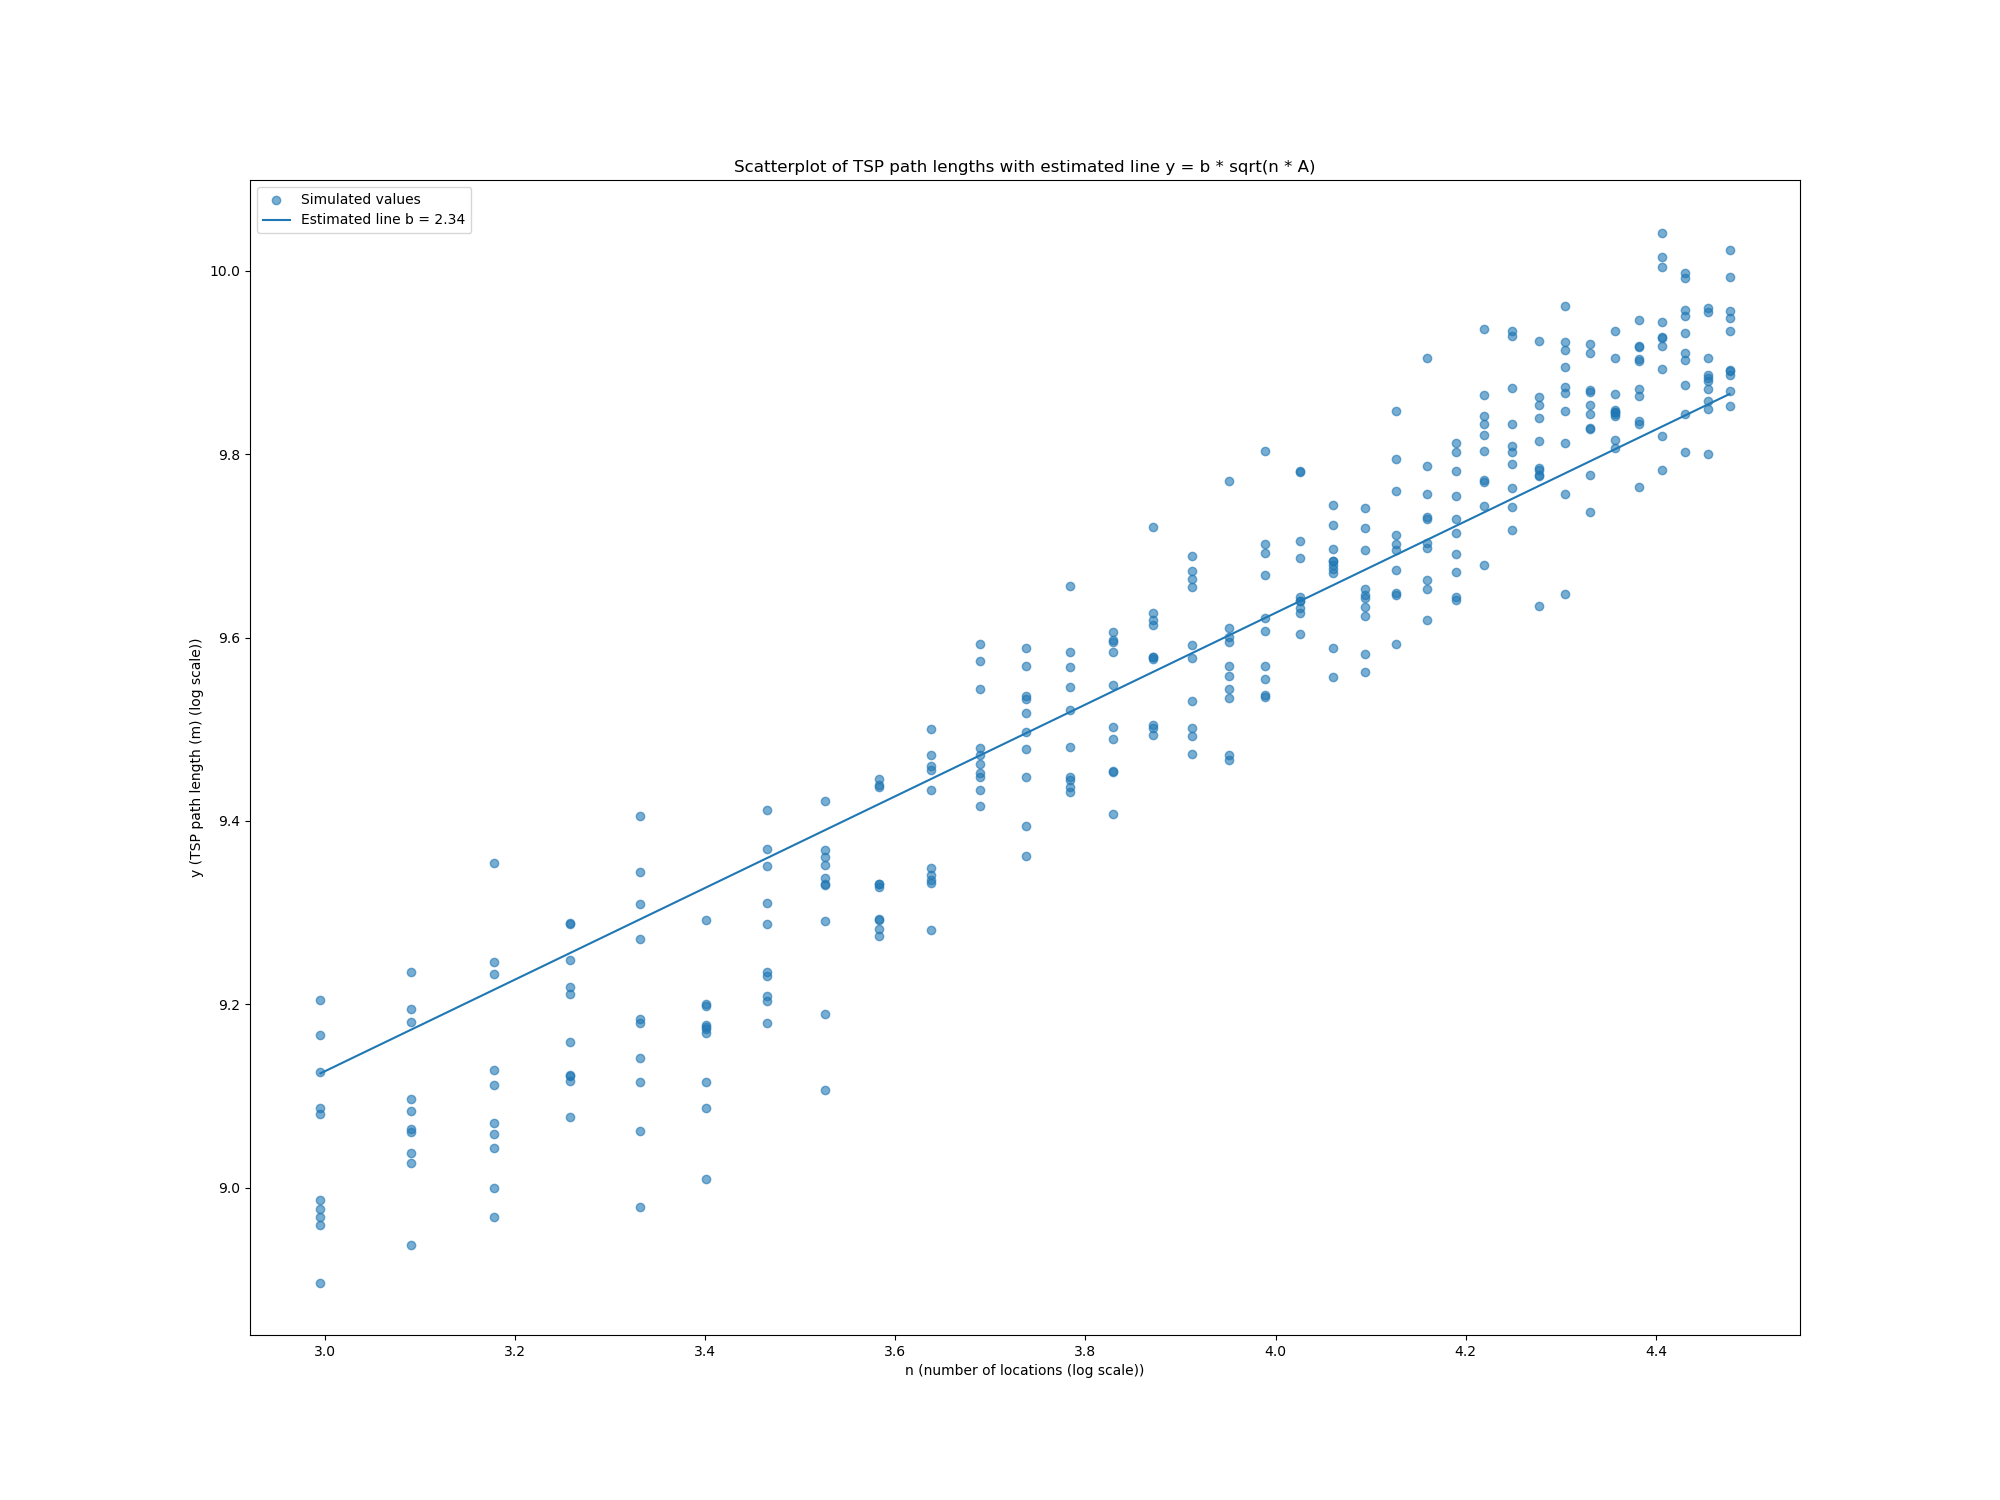 Scatterplot of TSP path lengths with estimated line y = b * sqrt(n * A)
Simulated values
Estimated line b = 2.34
y (TSP path length (m) (log scale))
10.0
9.8
9.6
9.4
9.2
9.0
3.0 3.2 3.4 3.6 3.8 4.0 4.2 4.4
n (number of locations (log scale))